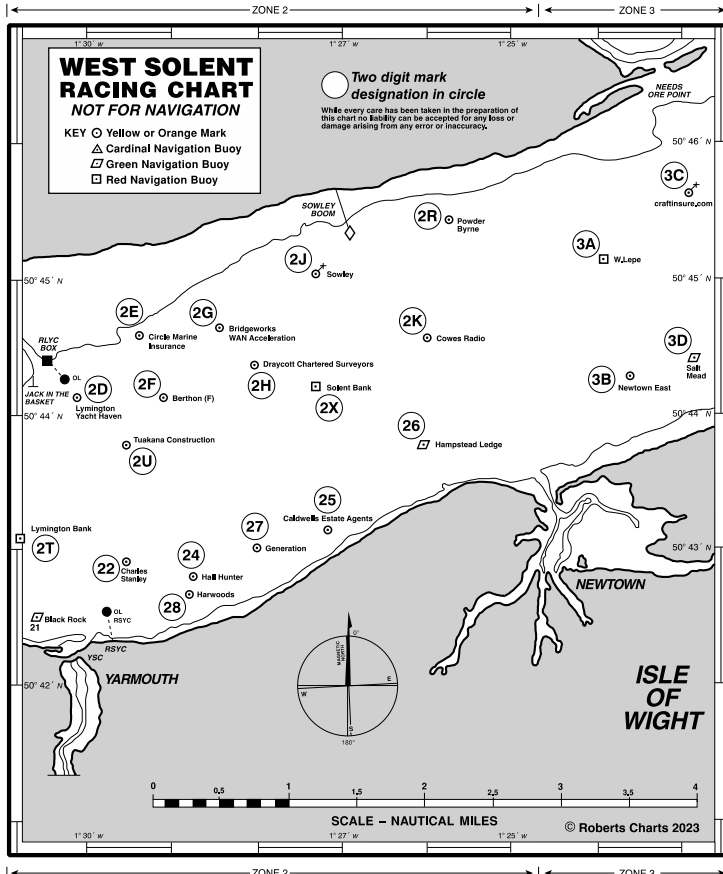 ZONE 2
ZONE 3
1° 30´ W
1° 27´ W
1° 25´ W
WEST SOLENT
RACING CHART
NOT FOR NAVIGATION
KEY Yellow or Orange Mark
Cardinal Navigation Buoy
Green Navigation Buoy
Red Navigation Buoy
Two digit mark
designation in circle
While every care has been taken in the preparation of
this chart no liability can be accepted for any loss or
damage arising from any error or inaccuracy.
NEEDS
ORE POINT
50° 46´ N
3C
craftinsure.com
SOWLEY
BOOM
2R
Powder
Byrne
3A
W.Lepe
2J
Sowley
50° 45´ N
50° 45´ N
2E
Circle Marine
Insurance
2G
Bridgeworks
WAN Acceleration
2K
Cowes Radio
3D
Salt
Mead
RLYC
BOX
OL
JACK IN THE
BASKET
2D
Lymington
Yacht Haven
2F
Berthon (F)
Draycott Chartered Surveyors
2H
Solent Bank
2X
3B
Newtown East
50° 44´ N
50° 44´ N
Tuakana Construction
2U
26
Hampstead Ledge
25
Caldwells Estate Agents
Lymington Bank
2T
27
Generation
50° 43´ N
22
Charles
Stanley
24
Hall Hunter
28
Harwoods
NEWTOWN
OL
RSYC
Black Rock
21
RSYC
YSC
YARMOUTH
50° 42´ N
MAGNETIC
NORTH
0°
W
E
S
180°
ISLE
OF
WIGHT
0
0.5
1
1.5
2
2.5
3
3.5
4
SCALE – NAUTICAL MILES
© Roberts Charts 2023
1° 30´ W
1° 27´ W
1° 25´ W
ZONE 2
ZONE 3